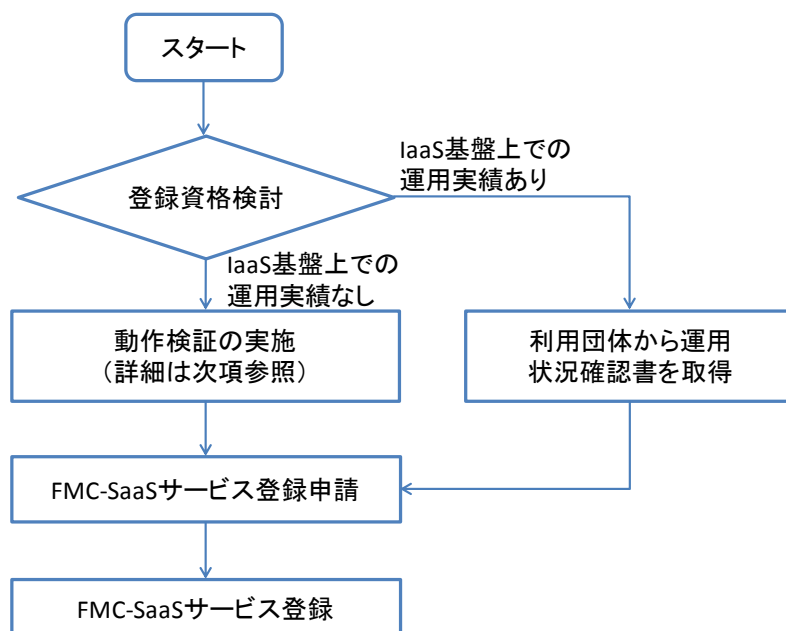 スタート
登録資格検討
IaaS基盤上での
運用実績あり
IaaS基盤上での
運用実績なし
動作検証の実施
（詳細は次項参照）
利用団体から運用
状況確認書を取得
FMC-SaaSサービス登録申請
FMC-SaaSサービス登録